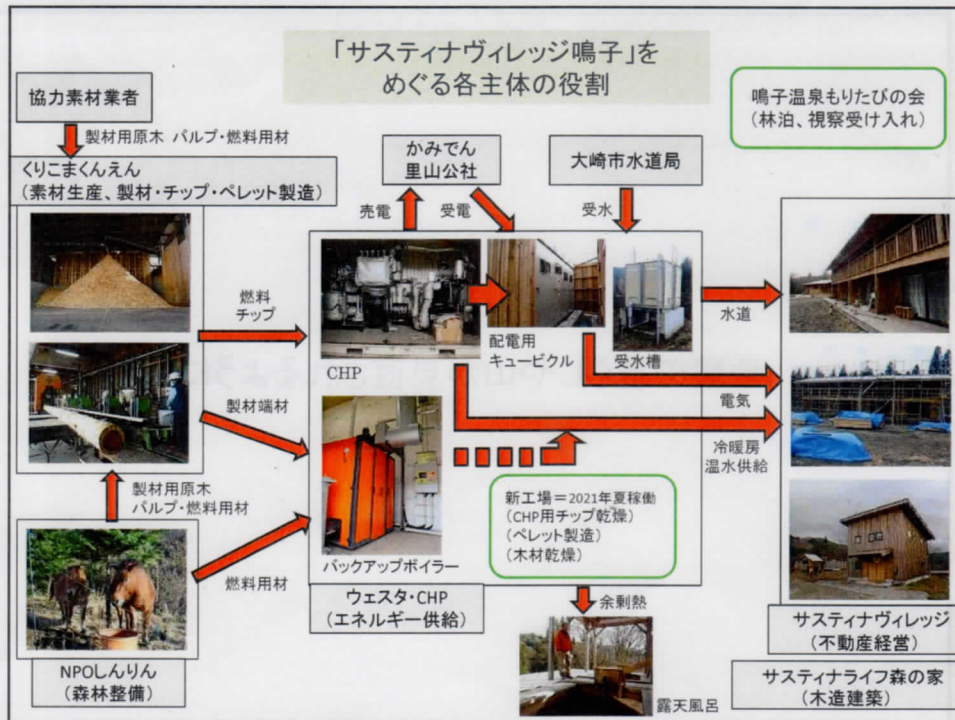 「サスティナヴィレッジ鳴子」を
めぐる各主体の役割
協力素材業者
鳴子温泉もりたびの会
（林泊、視察受け入れ）
製材用原木 パルプ・燃料用材
くりこまくんえん
（素材生産、製材・チップ・ペレット製造）
かみでん
里山公社
大崎市水道局
売電
受電
受水
燃料
チップ
CHP
配電用
キュービクル
受水槽
水道
電気
製材端材
冷暖房
温水供給
製材用原木
パルプ・燃料用材
新工場＝2021年夏稼働
（CHP用チップ乾燥）
（ペレット製造）
（木材乾燥）
燃料用材
バックアップボイラー
ウェスタ・CHP
（エネルギー供給）
余剰熱
露天風呂
NPOしんりん
（森林整備）
サスティナヴィレッジ
（不動産経営）
サスティナライフ森の家
（木造建築）